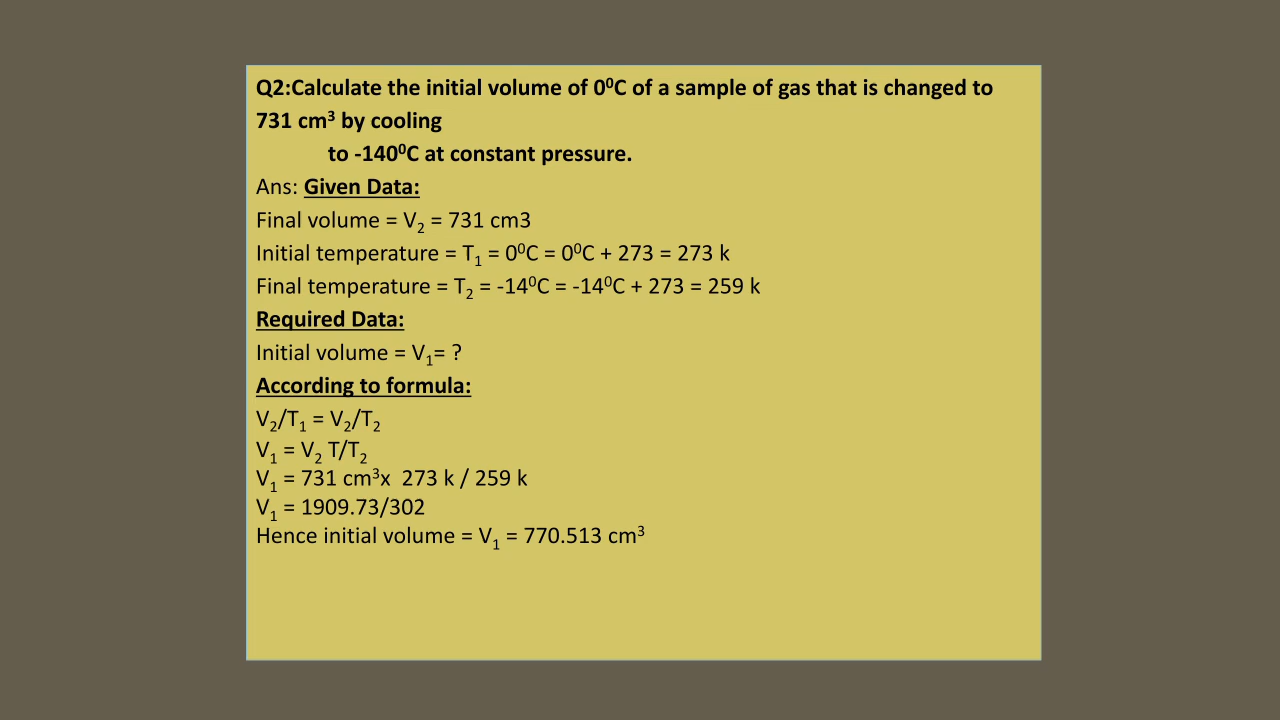 Q2:Calculate the initial volume of 0⁰C of a sample of gas that is changed to
731 cm³ by cooling
to -140⁰C at constant pressure.
Ans: Given Data:
Final volume = V₂ = 731 cm3
Initial temperature = T₁ = 0⁰C = 0⁰C + 273 = 273 k
Final temperature = T₂ = -14⁰C = -14⁰C + 273 = 259 k
Required Data:
Initial volume = V₁= ?
According to formula:
V₂/T₁ = V₂/T₂
V₁ = V₂ T/T₂
V₁ = 731 cm³x  273 k / 259 k
V₁ = 1909.73/302
Hence initial volume = V₁ = 770.513 cm³